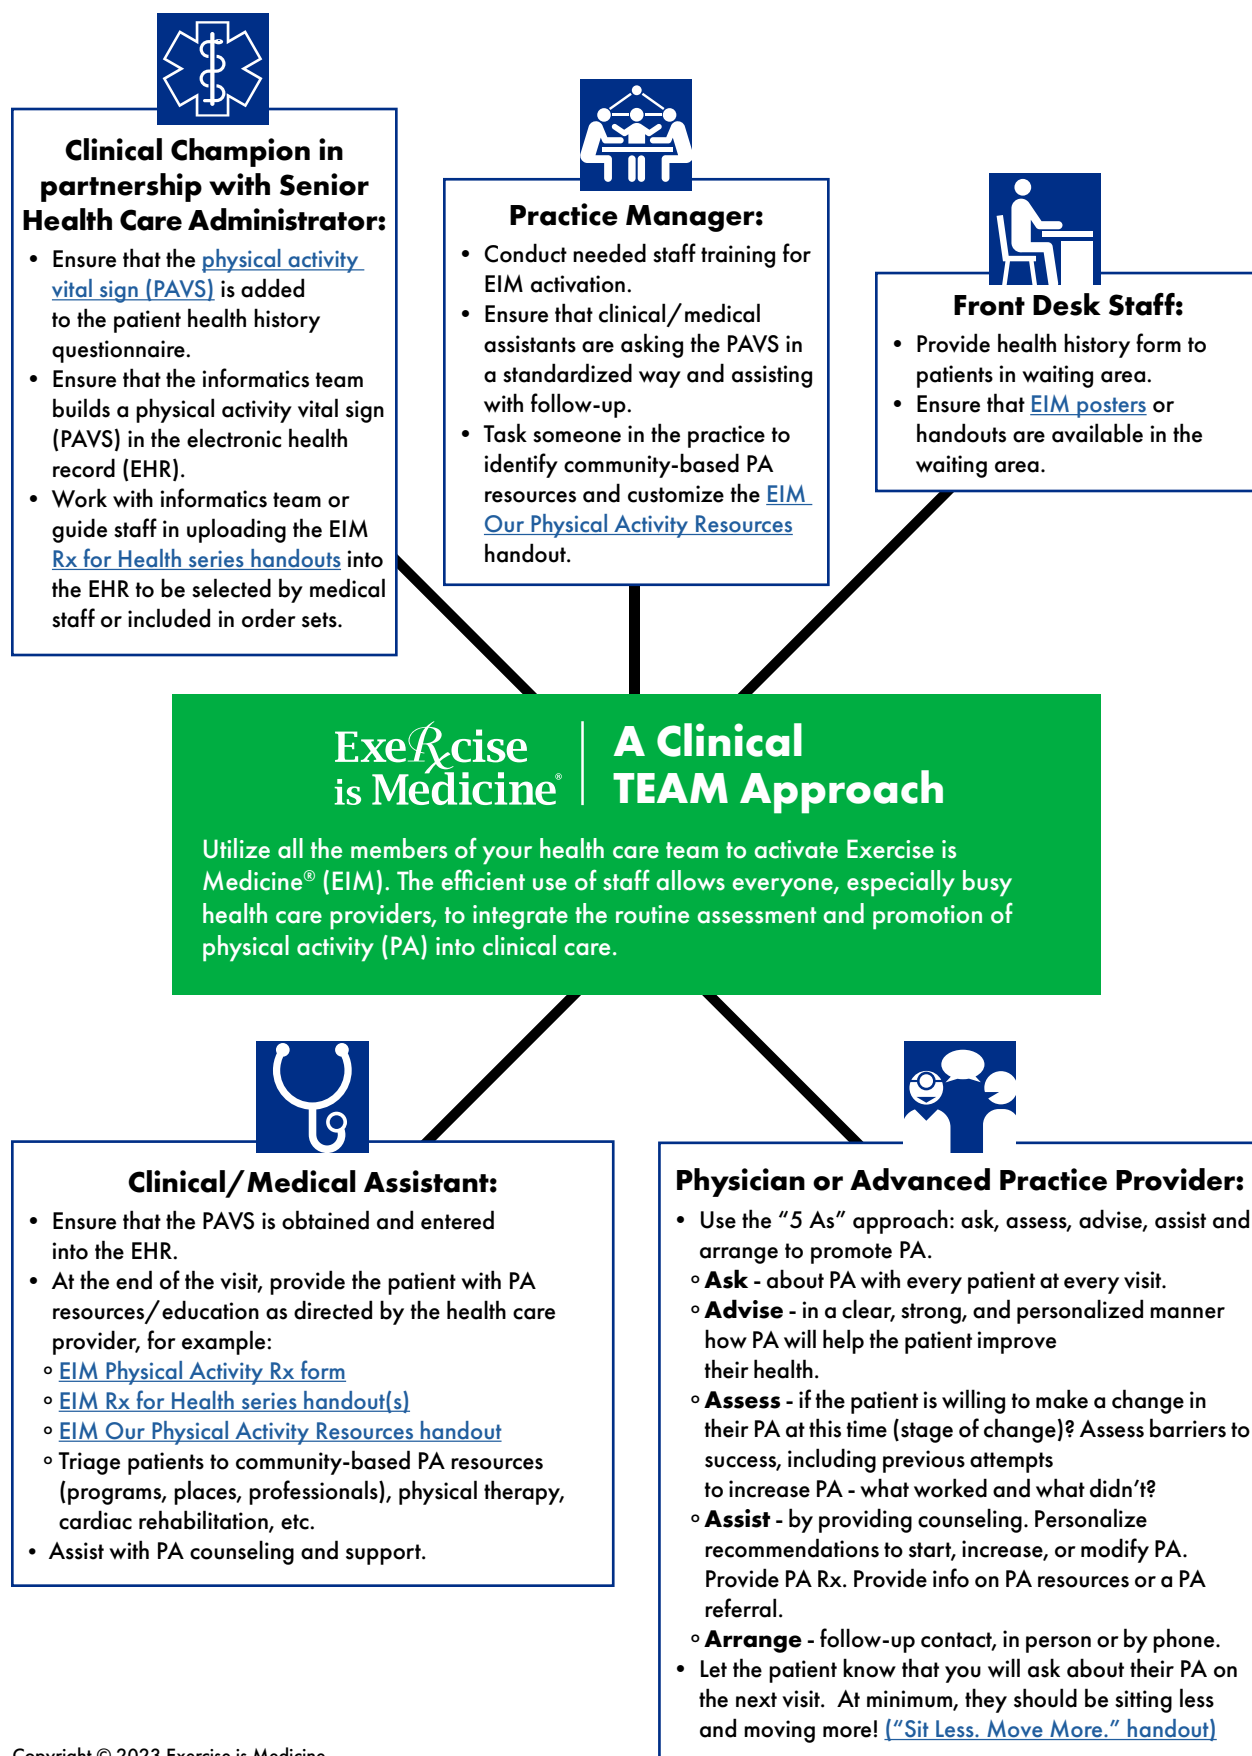 Clinical Champion in
partnership with Senior
Health Care Administrator:
• Ensure that the physical activity
vital sign (PAVS) is added
to the patient health history
questionnaire.
• Ensure that the informatics team
builds a physical activity vital sign
(PAVS) in the electronic health
record (EHR).
• Work with informatics team or
guide staff in uploading the EIM
Rx for Health series handouts into
the EHR to be selected by medical
staff or included in order sets.
Practice Manager:
• Conduct needed staff training for
EIM activation.
• Ensure that clinical/medical
assistants are asking the PAVS in
a standardized way and assisting
with follow-up.
• Task someone in the practice to
identify community-based PA
resources and customize the EIM
Our Physical Activity Resources
handout.
Front Desk Staff:
• Provide health history form to
patients in waiting area.
• Ensure that EIM posters or
handouts are available in the
waiting area.
ExeRxcise
is Medicine®
A Clinical
TEAM Approach
Utilize all the members of your health care team to activate Exercise is
Medicine® (EIM). The efficient use of staff allows everyone, especially busy
health care providers, to integrate the routine assessment and promotion of
physical activity (PA) into clinical care.
Clinical/Medical Assistant:
• Ensure that the PAVS is obtained and entered
into the EHR.
• At the end of the visit, provide the patient with PA
resources/education as directed by the health care
provider, for example:
° EIM Physical Activity Rx form
° EIM Rx for Health series handout(s)
° EIM Our Physical Activity Resources handout
° Triage patients to community-based PA resources
(programs, places, professionals), physical therapy,
cardiac rehabilitation, etc.
• Assist with PA counseling and support.
Physician or Advanced Practice Provider:
• Use the “5 As” approach: ask, assess, advise, assist and
arrange to promote PA.
° Ask - about PA with every patient at every visit.
° Advise - in a clear, strong, and personalized manner
how PA will help the patient improve
their health.
° Assess - if the patient is willing to make a change in
their PA at this time (stage of change)? Assess barriers to
success, including previous attempts
to increase PA - what worked and what didn’t?
° Assist - by providing counseling. Personalize
recommendations to start, increase, or modify PA.
Provide PA Rx. Provide info on PA resources or a PA
referral.
° Arrange - follow-up contact, in person or by phone.
• Let the patient know that you will ask about their PA on
the next visit.  At minimum, they should be sitting less
and moving more! (“Sit Less. Move More.” handout)
Copyright © 2023 Exercise is Medicine